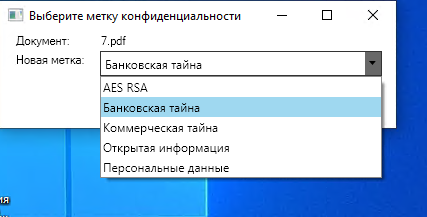 Выберите метку конфиденциальности
Документ: 7.pdf
Новая метка: Банковская тайна
AES RSA
Банковская тайна
Коммерческая тайна
Открытая информация
Персональные данные
ия